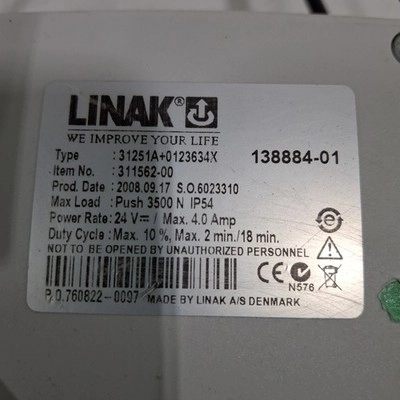 LINAK®
WE IMPROVE YOUR LIFE
Type : 31251A+0123634X 138884-01
Item No. : 311562-00
Prod. Date : 2008.09.17 S.O.6023310
Max Load : Push 3500 N IP54
Power Rate : 24 V⎓ / Max. 4.0 Amp
Duty Cycle : Max. 10 %, Max. 2 min./18 min.
NOT TO BE OPENED BY UNAUTHORIZED PERSONNEL
CE N576
P.O.760822-0097 MADE BY LINAK A/S DENMARK